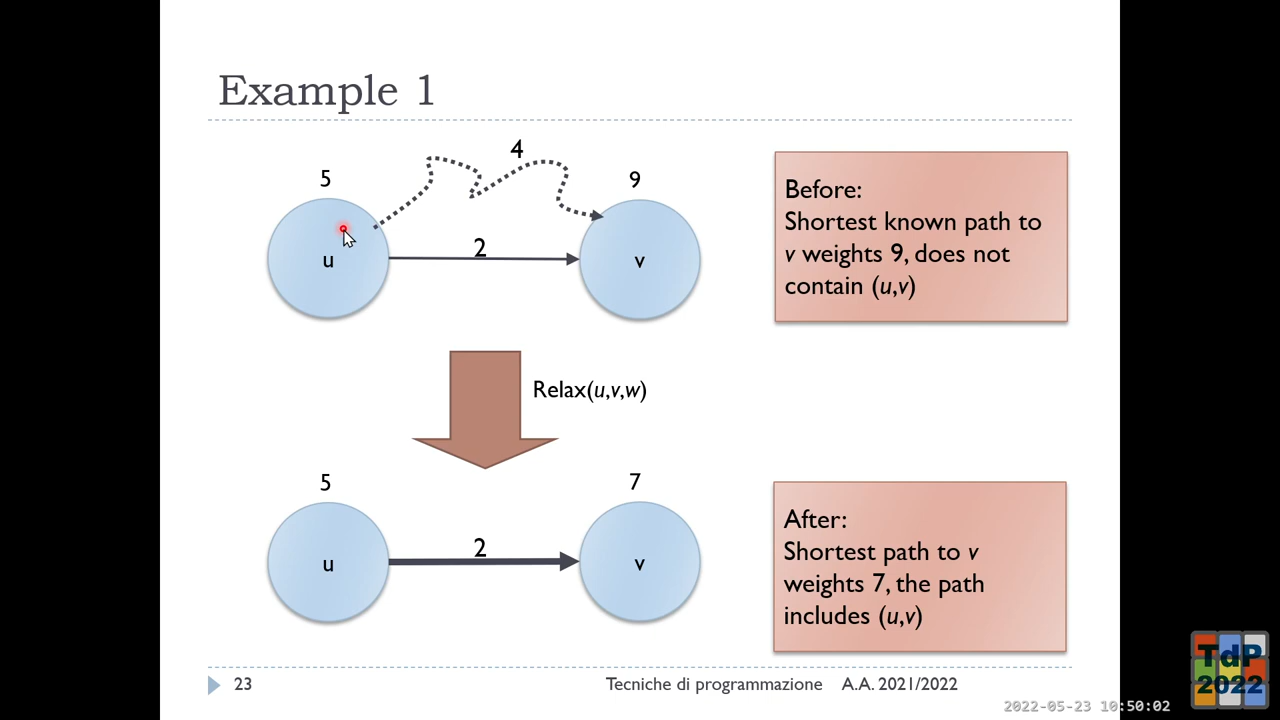 Example 1
4
5
9
2
u
v
Before:
Shortest known path to
v weights 9, does not
contain (u,v)
Relax(u,v,w)
5
7
2
u
v
After:
Shortest path to v
weights 7, the path
includes (u,v)
23
Tecniche di programmazione A.A. 2021/2022
TdP
2022
2022-05-23 10:50:02